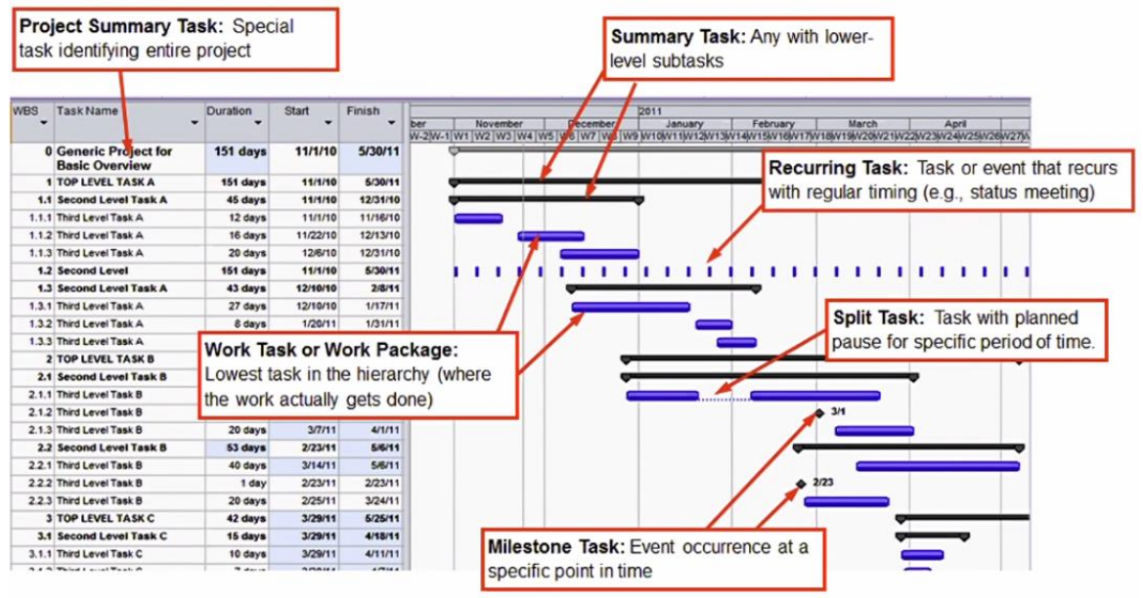 Project Summary Task: Special
task identifying entire project
Summary Task: Any with lower-
level subtasks
WBS Task Name Duration Start Finish
2011
ber November December January February March April
W-2 W-1 W1 W2 W3 W4 W5 W6 W7 W8 W9 W10 W11 W12 W13 W14 W15 W16 W17 W18 W19 W20 W21 W22 W23 W24 W25 W26 W27
0 Generic Project for 151 days 11/1/10 5/30/11
Basic Overview
1 TOP LEVEL TASK A 151 days 11/1/10 5/30/11
1.1 Second Level Task A 45 days 11/1/10 12/31/10
1.1.1 Third Level Task A 12 days 11/1/10 11/16/10
1.1.2 Third Level Task A 16 days 11/22/10 12/13/10
1.1.3 Third Level Task A 20 days 12/6/10 12/31/10
1.2 Second Level 151 days 11/1/10 5/30/11
1.3 Second Level Task A 43 days 12/10/10 2/8/11
1.3.1 Third Level Task A 27 days 12/10/10 1/17/11
1.3.2 Third Level Task A 8 days 1/20/11 1/31/11
1.3.3 Third Level Task A
2 TOP LEVEL TASK B
2.1 Second Level Task B
2.1.1 Third Level Task B
2.1.2 Third Level Task B 3/1
2.1.3 Third Level Task B 20 days 3/7/11 4/1/11
2.2 Second Level Task B 53 days 2/23/11 5/6/11
2.2.1 Third Level Task B 40 days 3/14/11 5/6/11
2.2.2 Third Level Task B 1 day 2/23/11 2/23/11 2/23
2.2.3 Third Level Task B 20 days 2/25/11 3/24/11
3 TOP LEVEL TASK C 42 days 3/29/11 5/25/11
3.1 Second Level Task C 15 days 3/29/11 4/18/11
3.1.1 Third Level Task C 10 days 3/29/11 4/11/11
Recurring Task: Task or event that recurs
with regular timing (e.g., status meeting)
Split Task: Task with planned
pause for specific period of time.
Work Task or Work Package:
Lowest task in the hierarchy (where
the work actually gets done)
Milestone Task: Event occurrence at a
specific point in time